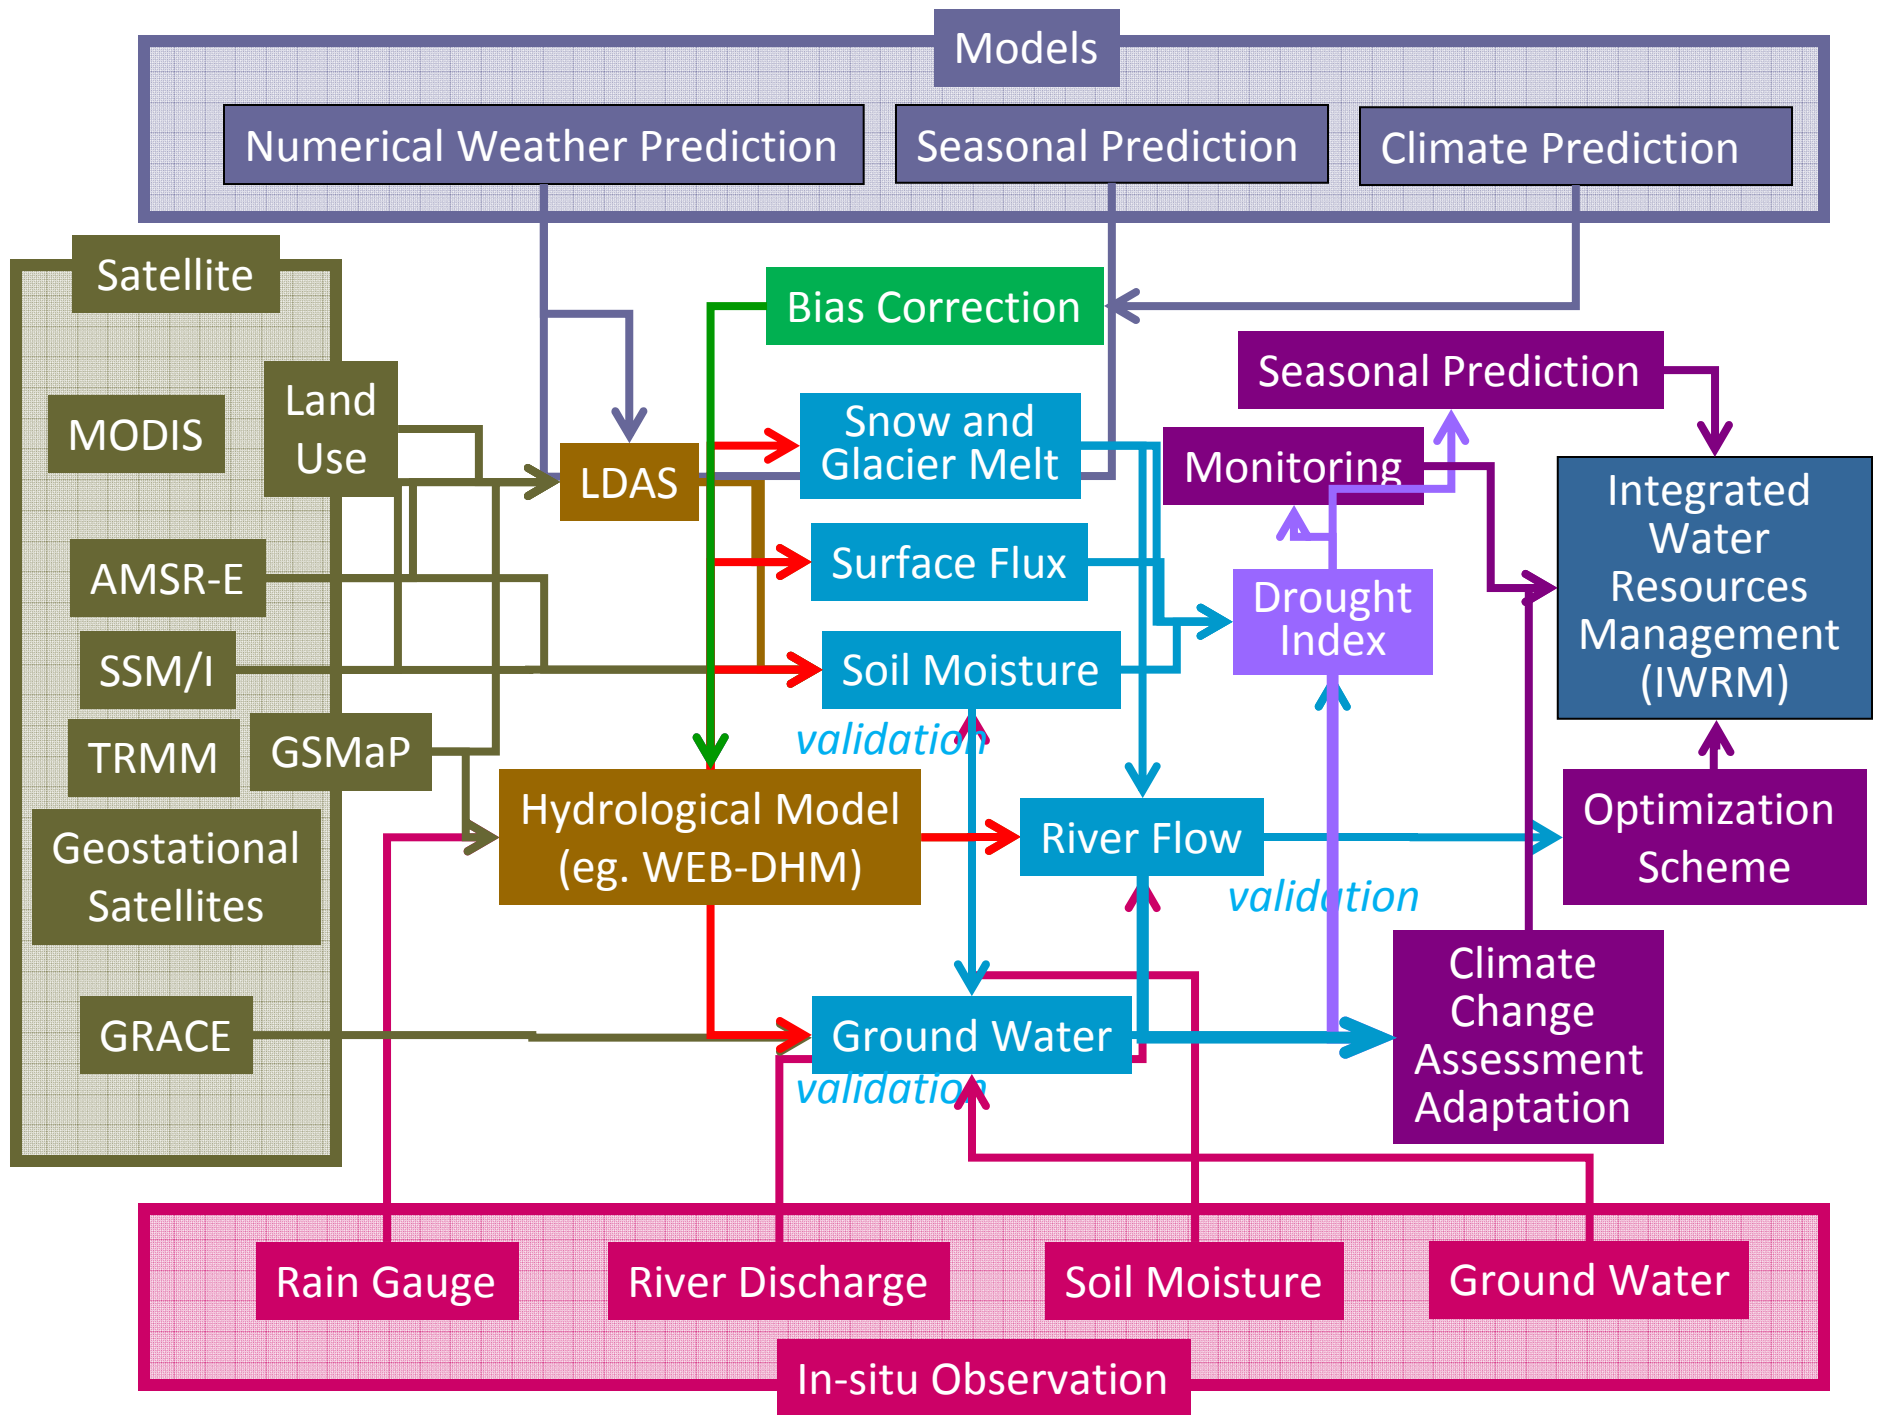 Models
Numerical Weather Prediction
Seasonal Prediction
Climate Prediction
Satellite
Bias Correction
Seasonal Prediction
Land
Use
MODIS
Snow and
Glacier Melt
Monitoring
LDAS
Integrated
Water
Resources
Management
(IWRM)
AMSR-E
Surface Flux
Drought
Index
SSM/I
Soil Moisture
validation
TRMM
GSMaP
Hydrological Model
(eg. WEB-DHM)
River Flow
validation
Optimization
Scheme
Geostational
Satellites
Climate
Change
Assessment
Adaptation
GRACE
Ground Water
validation
Rain Gauge
River Discharge
Soil Moisture
Ground Water
In-situ Observation